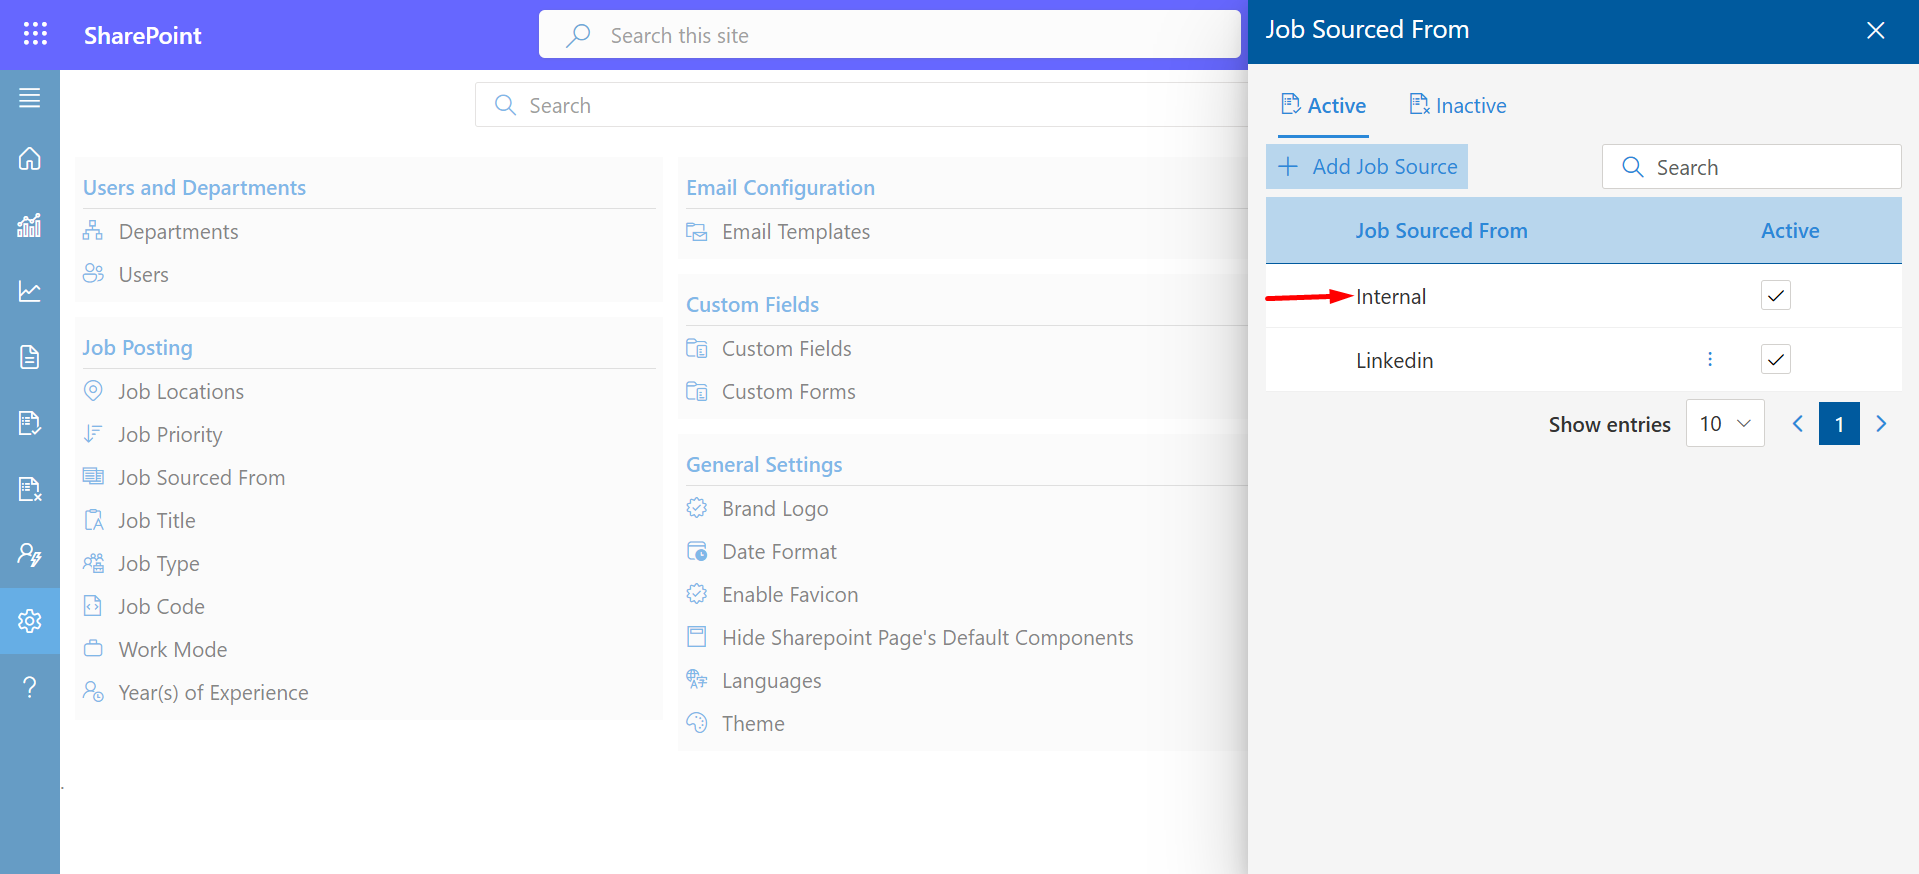 SharePoint
Search this site
Search
Users and Departments
Departments
Users
Job Posting
Job Locations
Job Priority
Job Sourced From
Job Title
Job Type
Job Code
Work Mode
Year(s) of Experience
Email Configuration
Email Templates
Custom Fields
Custom Fields
Custom Forms
General Settings
Brand Logo
Date Format
Enable Favicon
Hide Sharepoint Page's Default Components
Languages
Theme
Job Sourced From
Active
Inactive
Add Job Source
Search
Job Sourced From Active
Internal
Linkedin
Show entries 10 1